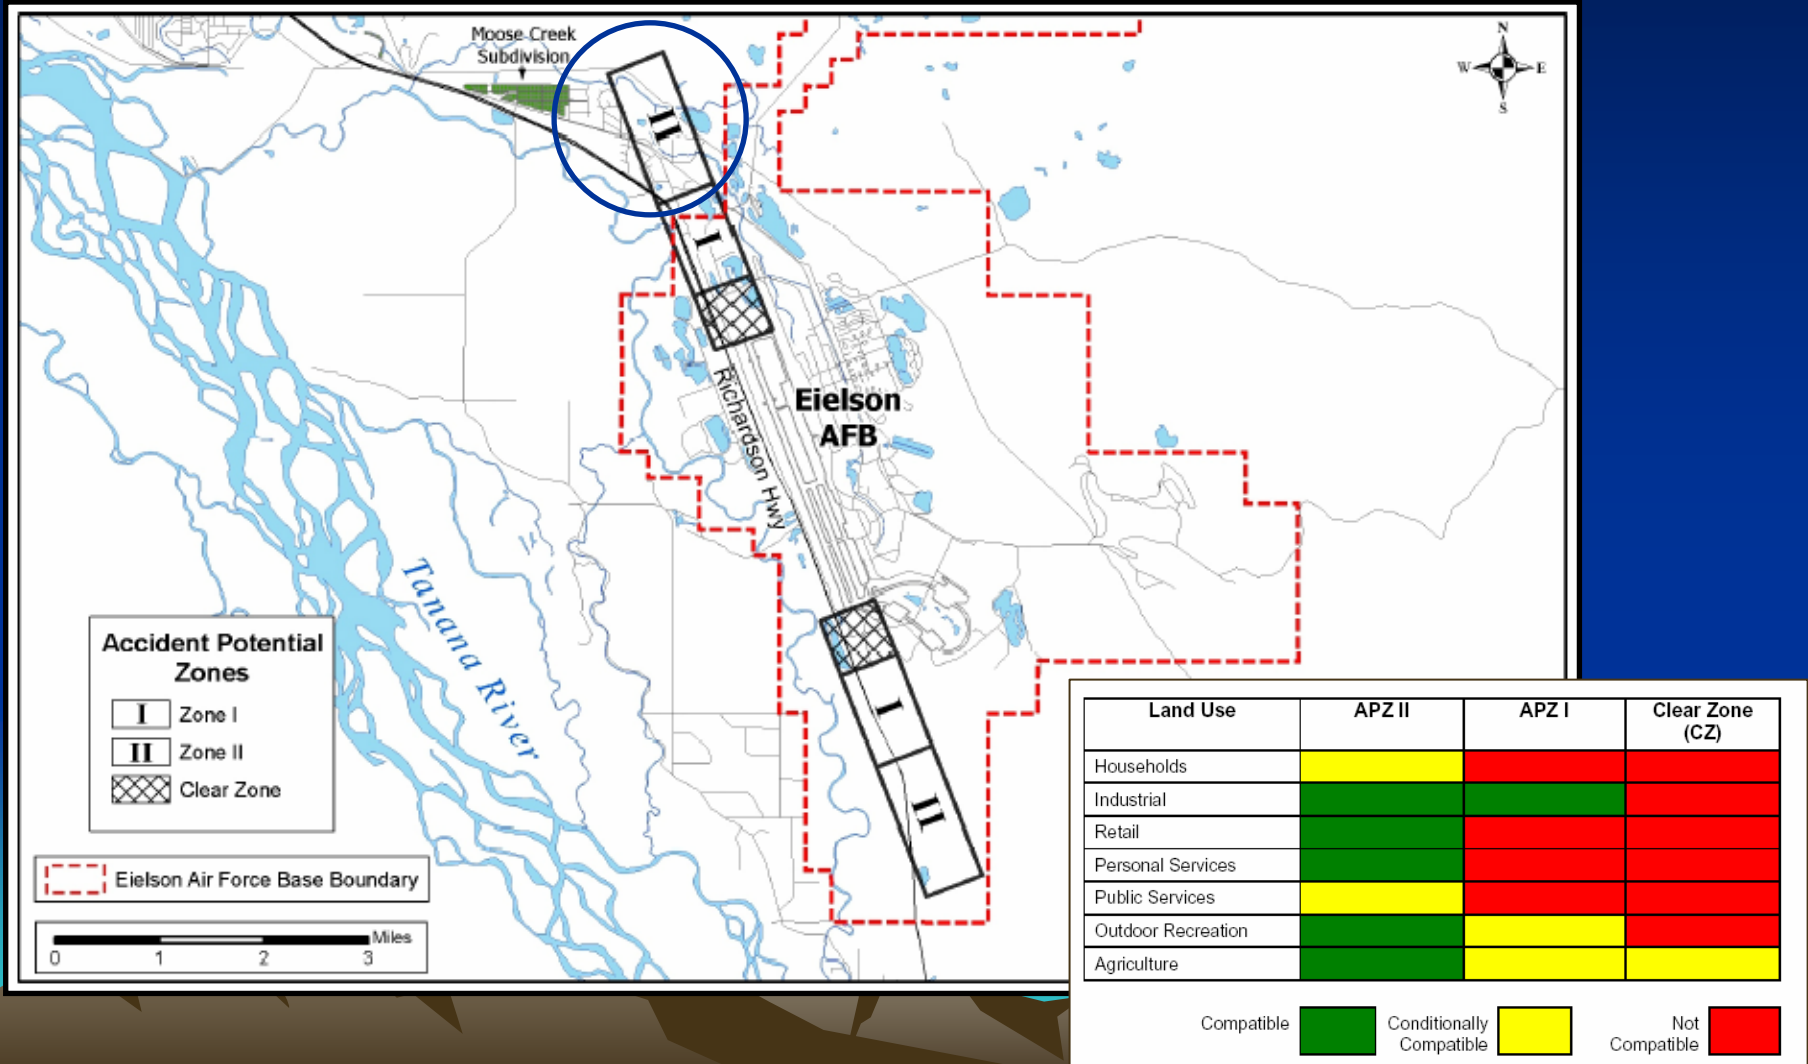 Moose Creek
Subdivision
N
W
E
S
II
I
Eielson
AFB
Richardson Hwy
Tanana River
I
II
Accident Potential
Zones
I Zone I
II Zone II
Clear Zone
Eielson Air Force Base Boundary
Miles
0 1 2 3
Land Use APZ II APZ I Clear Zone
(CZ)
Households
Industrial
Retail
Personal Services
Public Services
Outdoor Recreation
Agriculture
Compatible Conditionally Not
Compatible Compatible